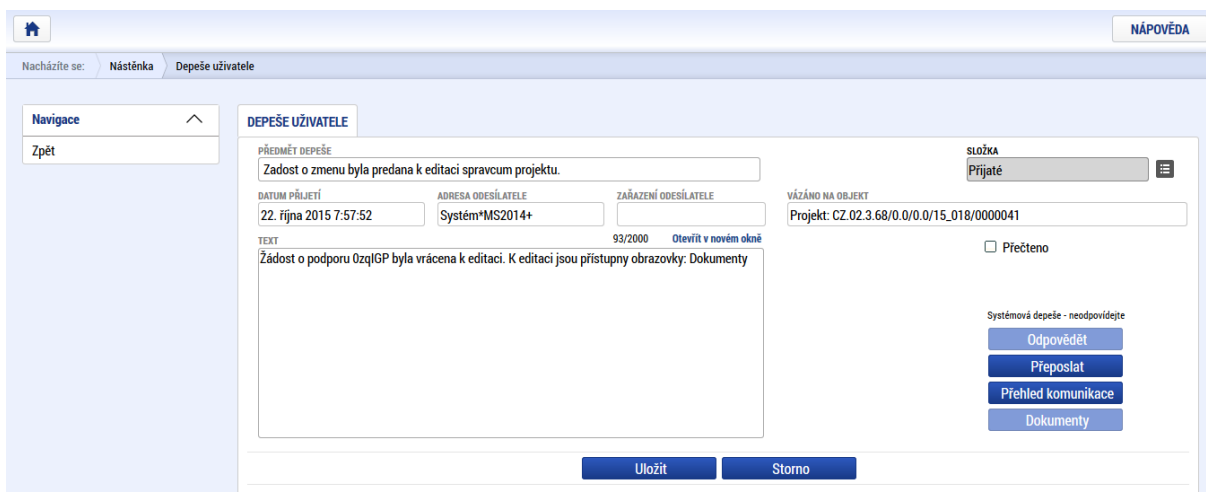 NÁPOVĚDA
Nacházíte se: Nástěnka Depeše uživatele
Navigace
Zpět
DEPEŠE UŽIVATELE
PŘEDMĚT DEPEŠE
Zadost o zmenu byla predana k editaci spravcum projektu.
SLOŽKA
Přijaté
DATUM PŘIJETÍ
22. října 2015 7:57:52
ADRESA ODESÍLATELE
Systém*MS2014+
ZAŘAZENÍ ODESÍLATELE
VÁZÁNO NA OBJEKT
Projekt: CZ.02.3.68/0.0/0.0/15_018/0000041
TEXT 93/2000 Otevřít v novém okně
Žádost o podporu 0zqIGP byla vrácena k editaci. K editaci jsou přístupny obrazovky: Dokumenty
Přečteno
Systémová depeše - neodpovídejte
Odpovědět
Přeposlat
Přehled komunikace
Dokumenty
Uložit Storno